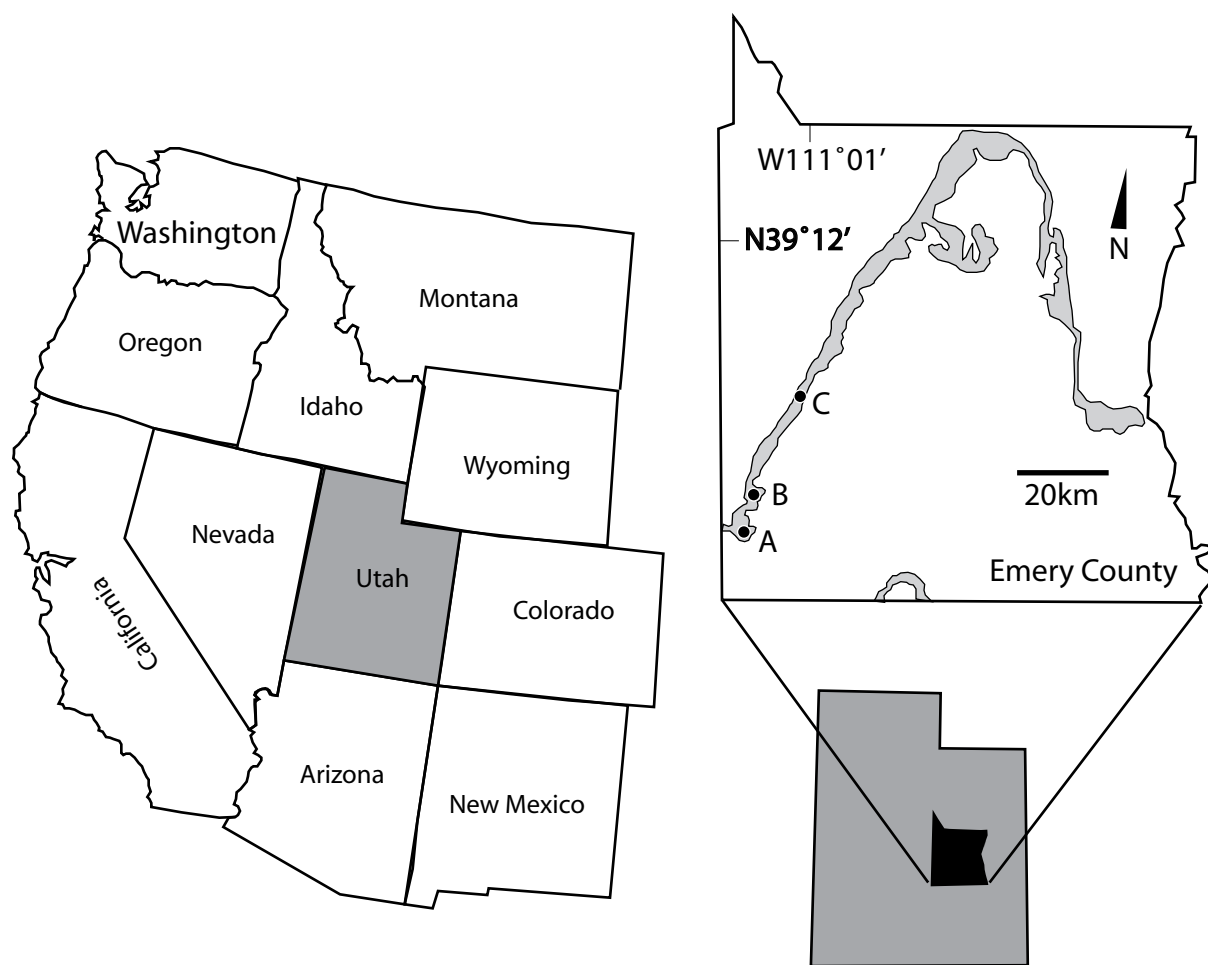 Washington
Montana
Oregon
Idaho
Wyoming
Nevada
Utah
Colorado
California
Arizona
New Mexico
W111°01'
N39°12'
N
C
B
20km
A
Emery County